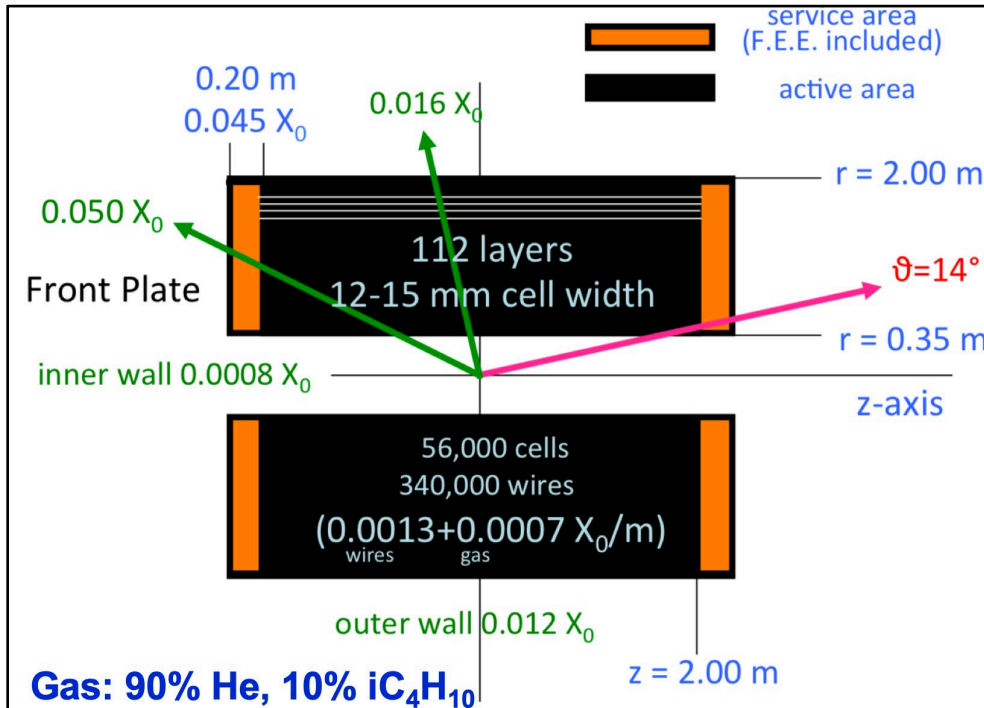 service area
(F.E.E. included)
active area
0.20 m
0.045 X₀
0.016 X₀
r = 2.00 m
0.050 X₀
112 layers
12-15 mm cell width
ϑ=14°
Front Plate
r = 0.35 m
inner wall 0.0008 X₀
z-axis
56,000 cells
340,000 wires
(0.0013+0.0007 X₀/m)
wires gas
outer wall 0.012 X₀
z = 2.00 m
Gas: 90% He, 10% iC₄H₁₀